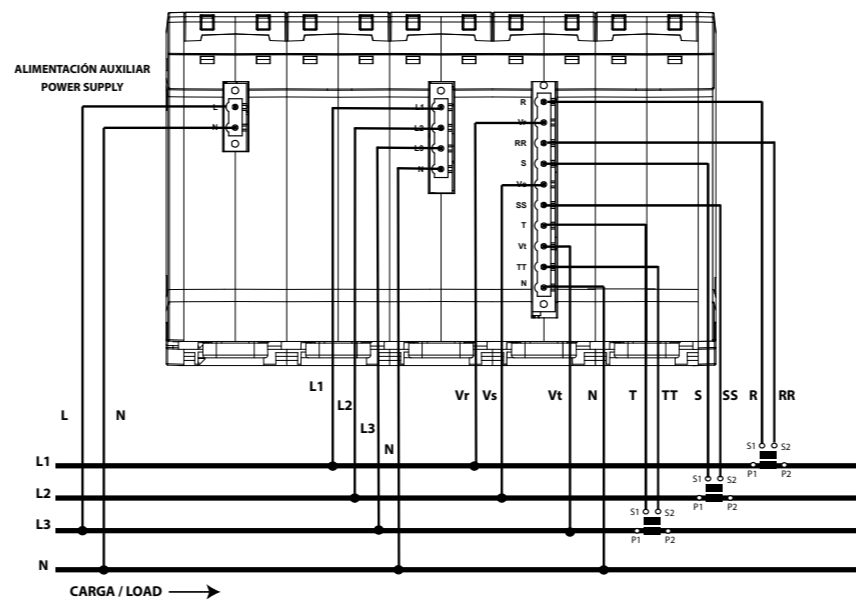 ALIMENTACIÓN AUXILIAR
POWER SUPPLY
L
N
L1
L2
L3
N
R
Vr
RR
S
Vs
SS
T
Vt
TT
N
L N L1 L2 L3 N Vr Vs Vt N T TT S SS R RR
L1
S1 S2
P1 P2
L2
S1 S2
P1 P2
L3
S1 S2
P1 P2
N
CARGA / LOAD